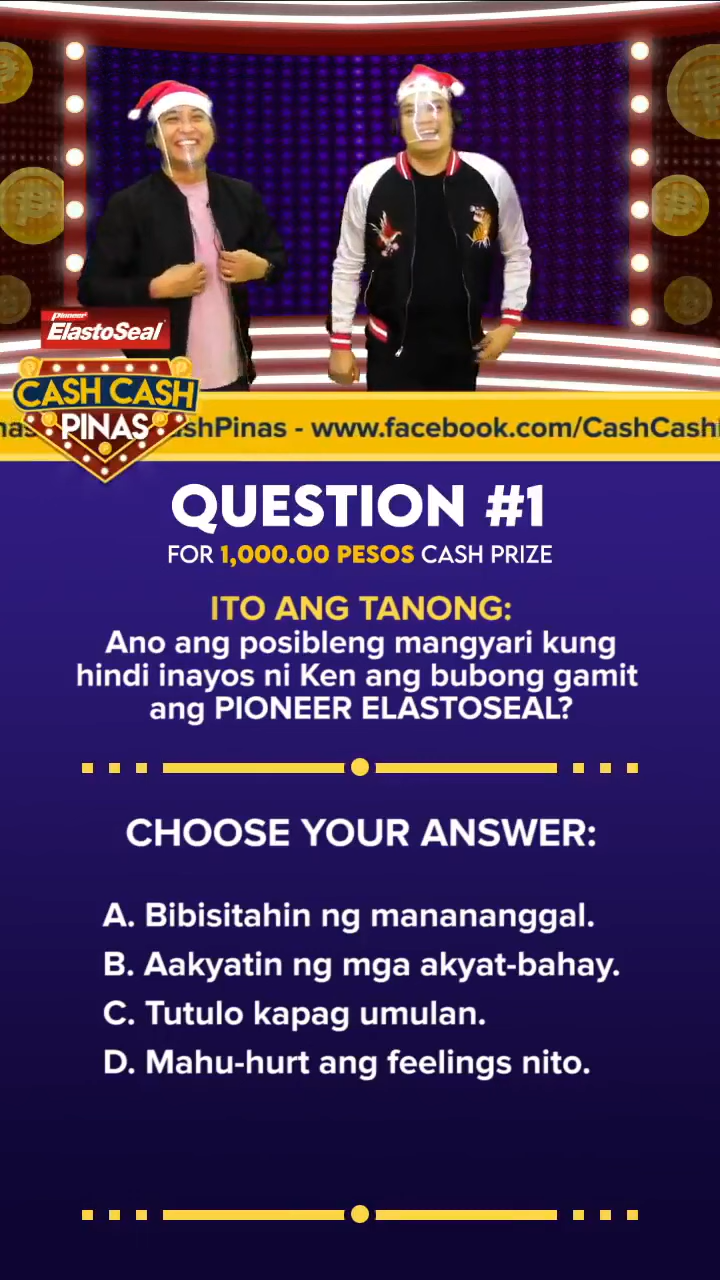 Pioneer
ElastoSeal
CASH CASH
PINAS
shPinas - www.facebook.com/CashCash
QUESTION #1
FOR 1,000.00 PESOS CASH PRIZE
ITO ANG TANONG:
Ano ang posibleng mangyari kung
hindi inayos ni Ken ang bubong gamit
ang PIONEER ELASTOSEAL?
CHOOSE YOUR ANSWER:
A. Bibisitahin ng manananggal.
B. Aakyatin ng mga akyat-bahay.
C. Tutulo kapag umulan.
D. Mahu-hurt ang feelings nito.